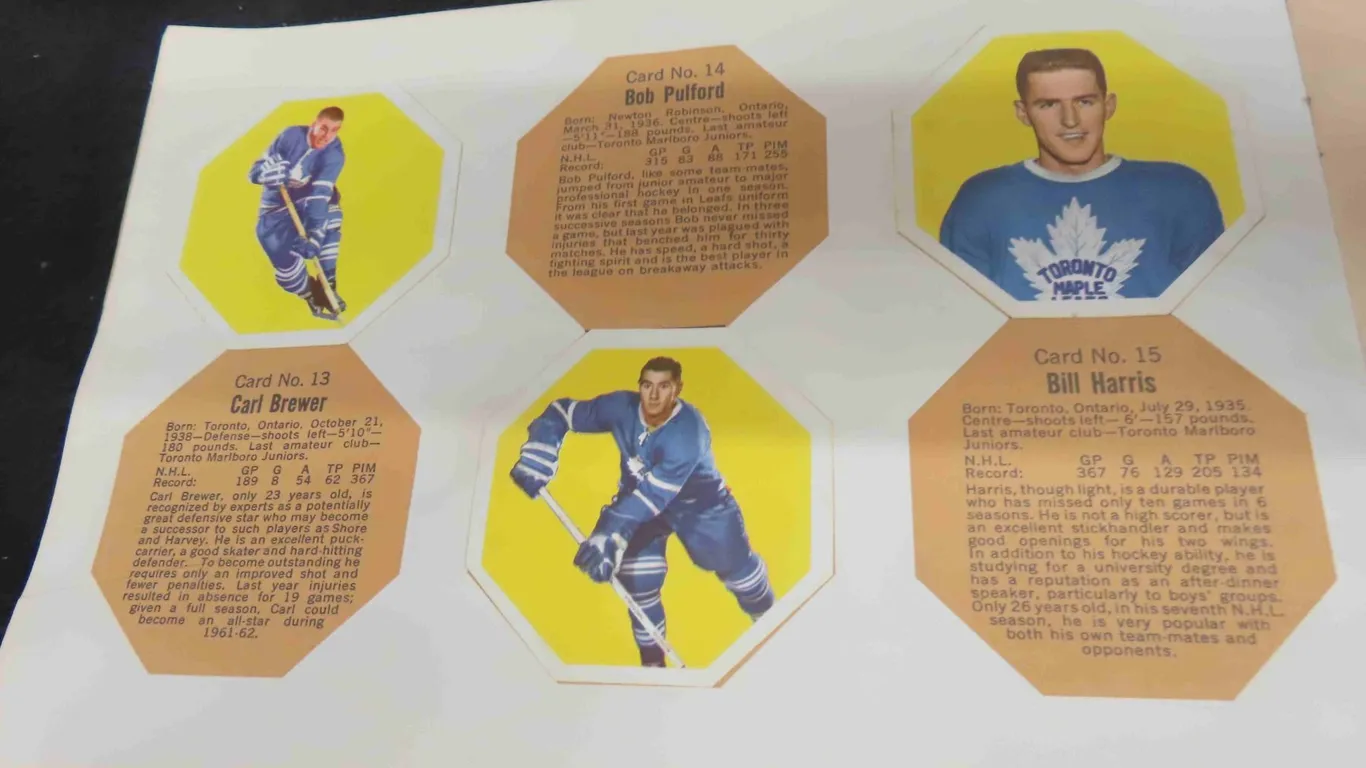 Card No. 14
Bob Pulford
Born: Newton Robinson, Ontario,
March 31, 1936. Centre—shoots left
—5'11"—188 pounds. Last amateur
club—Toronto Marlboro Juniors.
N.H.L. GP G A TP PIM
Record: 315 83 88 171 255
Bob Pulford, like some team-mates,
jumped from junior amateur to major
professional hockey in one season.
From his first game in Leafs uniform
it was clear that he belonged. In three
successive seasons Bob never missed
a game, but last year was plagued with
injuries that benched him for thirty
matches. He has speed, a hard shot, a
fighting spirit and is the best player in
the league on breakaway attacks.
TORONTO
MAPLE
LEAFS
Card No. 13
Carl Brewer
Born: Toronto, Ontario, October 21,
1938—Defense—shoots left—5'10"—
180 pounds. Last amateur club—
Toronto Marlboro Juniors.
N.H.L. GP G A TP PIM
Record: 189 8 54 62 367
Carl Brewer, only 23 years old, is
recognized by experts as a potentially
great defensive star who may become
a successor to such players as Shore
and Harvey. He is an excellent puck-
carrier, a good skater and hard-hitting
defender. To become outstanding he
requires only an improved shot and
fewer penalties. Last year injuries
resulted in absence for 19 games;
given a full season, Carl could
become an all-star during
1961-62.
Card No. 15
Bill Harris
Born: Toronto, Ontario, July 29, 1935.
Centre—shoots left— 6'—157 pounds.
Last amateur club—Toronto Marlboro
Juniors.
N.H.L. GP G A TP PIM
Record: 367 76 129 205 134
Harris, though light, is a durable player
who has missed only ten games in 6
seasons. He is not a high scorer, but is
an excellent stickhandler and makes
good openings for his two wings.
In addition to his hockey ability, he is
studying for a university degree and
has a reputation as an after-dinner
speaker, particularly to boys' groups.
Only 26 years old, in his seventh N.H.L.
season, he is very popular with
both his own team-mates and
opponents.